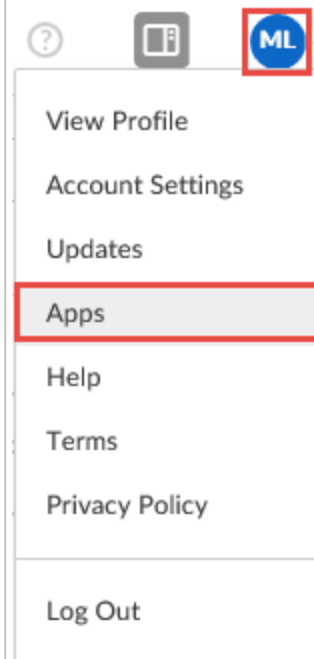 ?
ML
View Profile
Account Settings
Updates
Apps
Help
Terms
Privacy Policy
Log Out